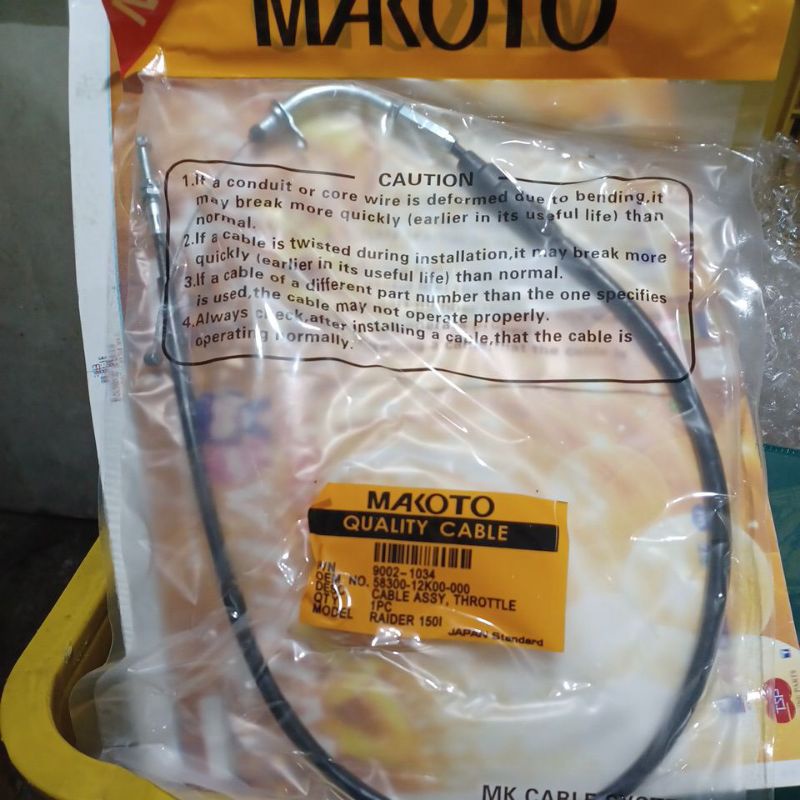 MAKOTO
CAUTION
1.If a conduit or core wire is deformed due to bending,it
may break more quickly (earlier in its useful life) than
normal.
2.If a cable is twisted during installation,it may break more
quickly (earlier in its useful life) than normal.
3.If a cable of a different part number than the one specifies
is used,the cable may not operate properly.
4.Always check,after installing a cable,that the cable is
operating normally.
MAKOTO
QUALITY CABLE
P/N 9002-1034
OEM. NO. 58300-12K00-000
DESC CABLE ASSY, THROTTLE
QTY 1PC
MODEL RAIDER 150I
JAPAN Standard
TSP
MK CABLE